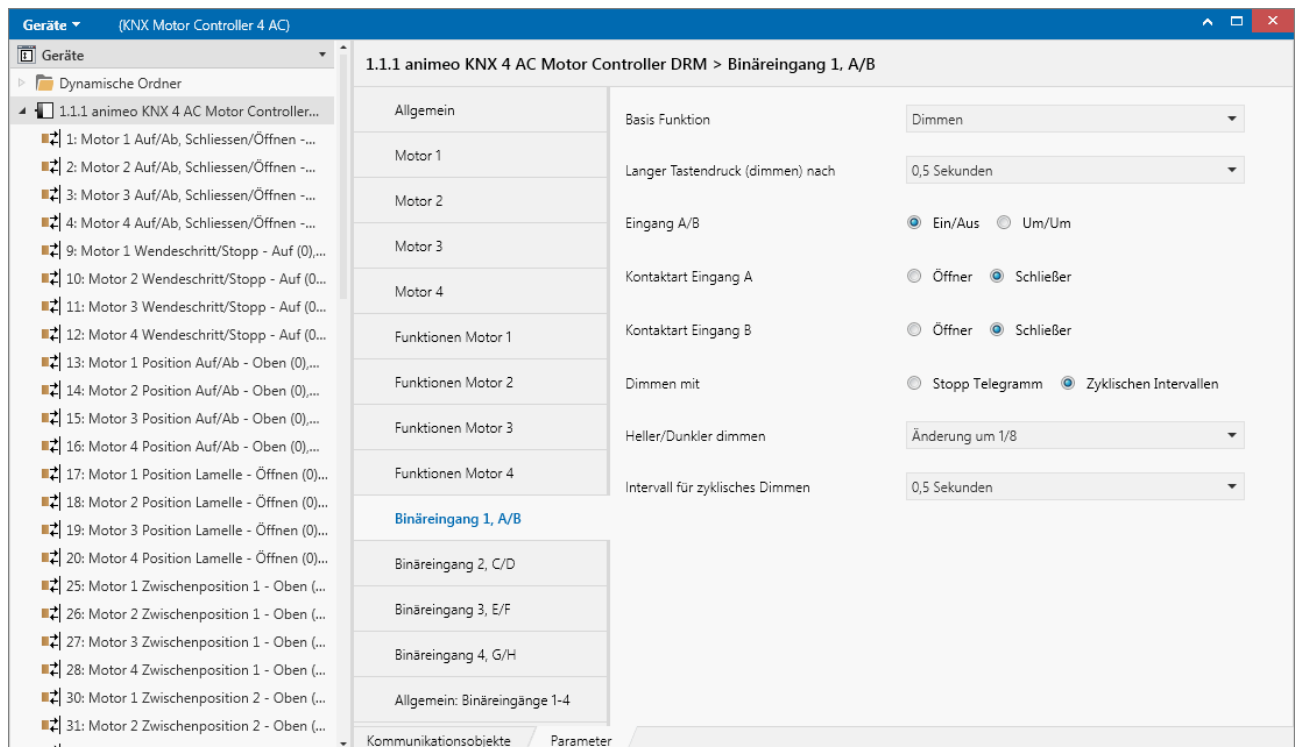 Geräte (KNX Motor Controller 4 AC)
Geräte
Dynamische Ordner
1.1.1 animeo KNX 4 AC Motor Controller...
1: Motor 1 Auf/Ab, Schliessen/Öffnen -...
2: Motor 2 Auf/Ab, Schliessen/Öffnen -...
3: Motor 3 Auf/Ab, Schliessen/Öffnen -...
4: Motor 4 Auf/Ab, Schliessen/Öffnen -...
9: Motor 1 Wendeschritt/Stopp - Auf (0),...
10: Motor 2 Wendeschritt/Stopp - Auf (0...
11: Motor 3 Wendeschritt/Stopp - Auf (0...
12: Motor 4 Wendeschritt/Stopp - Auf (0...
13: Motor 1 Position Auf/Ab - Oben (0),...
14: Motor 2 Position Auf/Ab - Oben (0),...
15: Motor 3 Position Auf/Ab - Oben (0),...
16: Motor 4 Position Auf/Ab - Oben (0),...
17: Motor 1 Position Lamelle - Öffnen (0)...
18: Motor 2 Position Lamelle - Öffnen (0)...
19: Motor 3 Position Lamelle - Öffnen (0)...
20: Motor 4 Position Lamelle - Öffnen (0)...
25: Motor 1 Zwischenposition 1 - Oben (...
26: Motor 2 Zwischenposition 1 - Oben (...
27: Motor 3 Zwischenposition 1 - Oben (...
28: Motor 4 Zwischenposition 1 - Oben (...
30: Motor 1 Zwischenposition 2 - Oben (...
31: Motor 2 Zwischenposition 2 - Oben (...
1.1.1 animeo KNX 4 AC Motor Controller DRM > Binäreingang 1, A/B
Allgemein
Motor 1
Motor 2
Motor 3
Motor 4
Funktionen Motor 1
Funktionen Motor 2
Funktionen Motor 3
Funktionen Motor 4
Binäreingang 1, A/B
Binäreingang 2, C/D
Binäreingang 3, E/F
Binäreingang 4, G/H
Allgemein: Binäreingänge 1-4
Basis Funktion Dimmen
Langer Tastendruck (dimmen) nach 0,5 Sekunden
Eingang A/B Ein/Aus Um/Um
Kontaktart Eingang A Öffner Schließer
Kontaktart Eingang B Öffner Schließer
Dimmen mit Stopp Telegramm Zyklischen Intervallen
Heller/Dunkler dimmen Änderung um 1/8
Intervall für zyklisches Dimmen 0,5 Sekunden
Kommunikationsobjekte Parameter